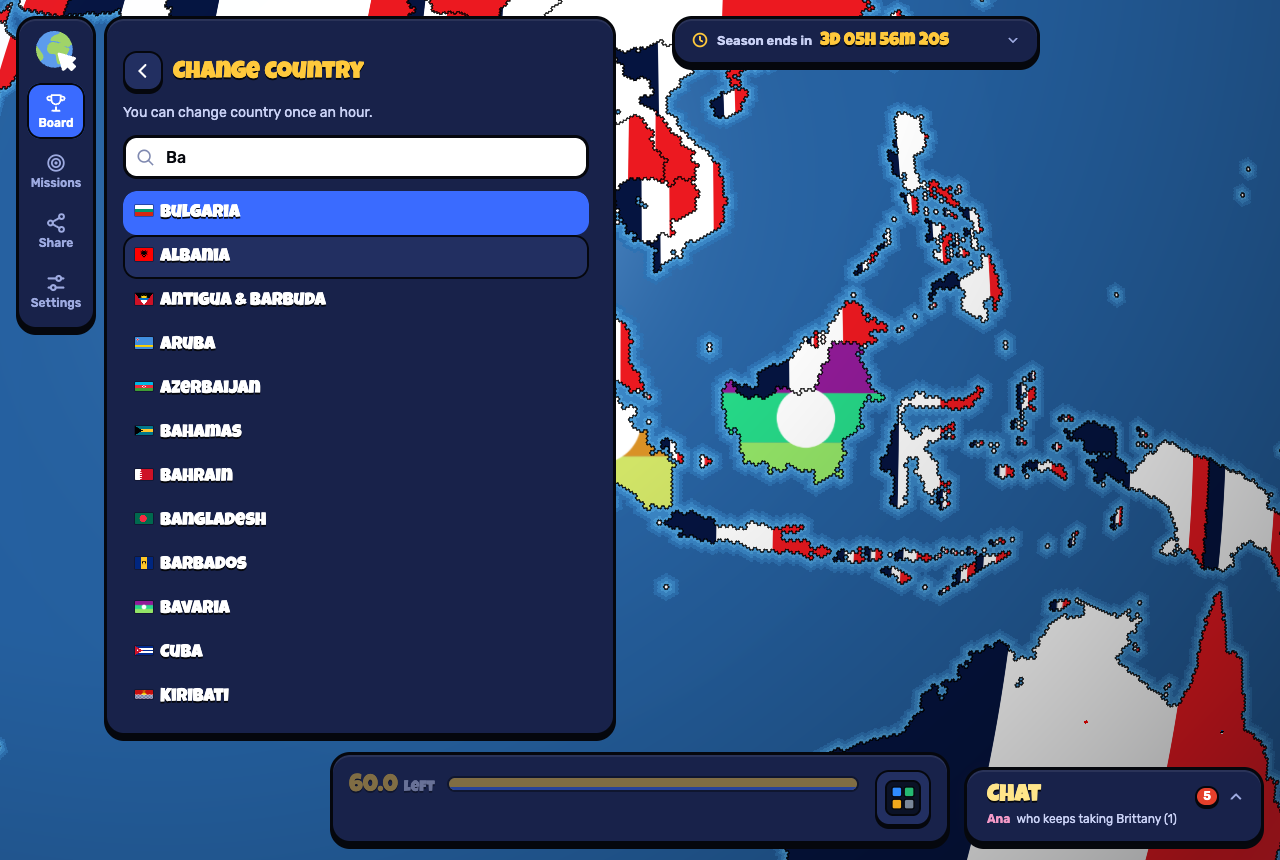 Board
Missions
Share
Settings
CHANGE COUNTRY
You can change country once an hour.
Ba
BULGARIA
ALBANIA
ANTIGUA & BARBUDA
ARUBA
AZERBAIJAN
BAHAMAS
BAHRAIN
BANGLADESH
BARBADOS
BAVARIA
CUBA
KIRIBATI
Season ends in 3D 05H 56m 20s
60.0 LEFT
CHAT
5
Ana who keeps taking Brittany (1)